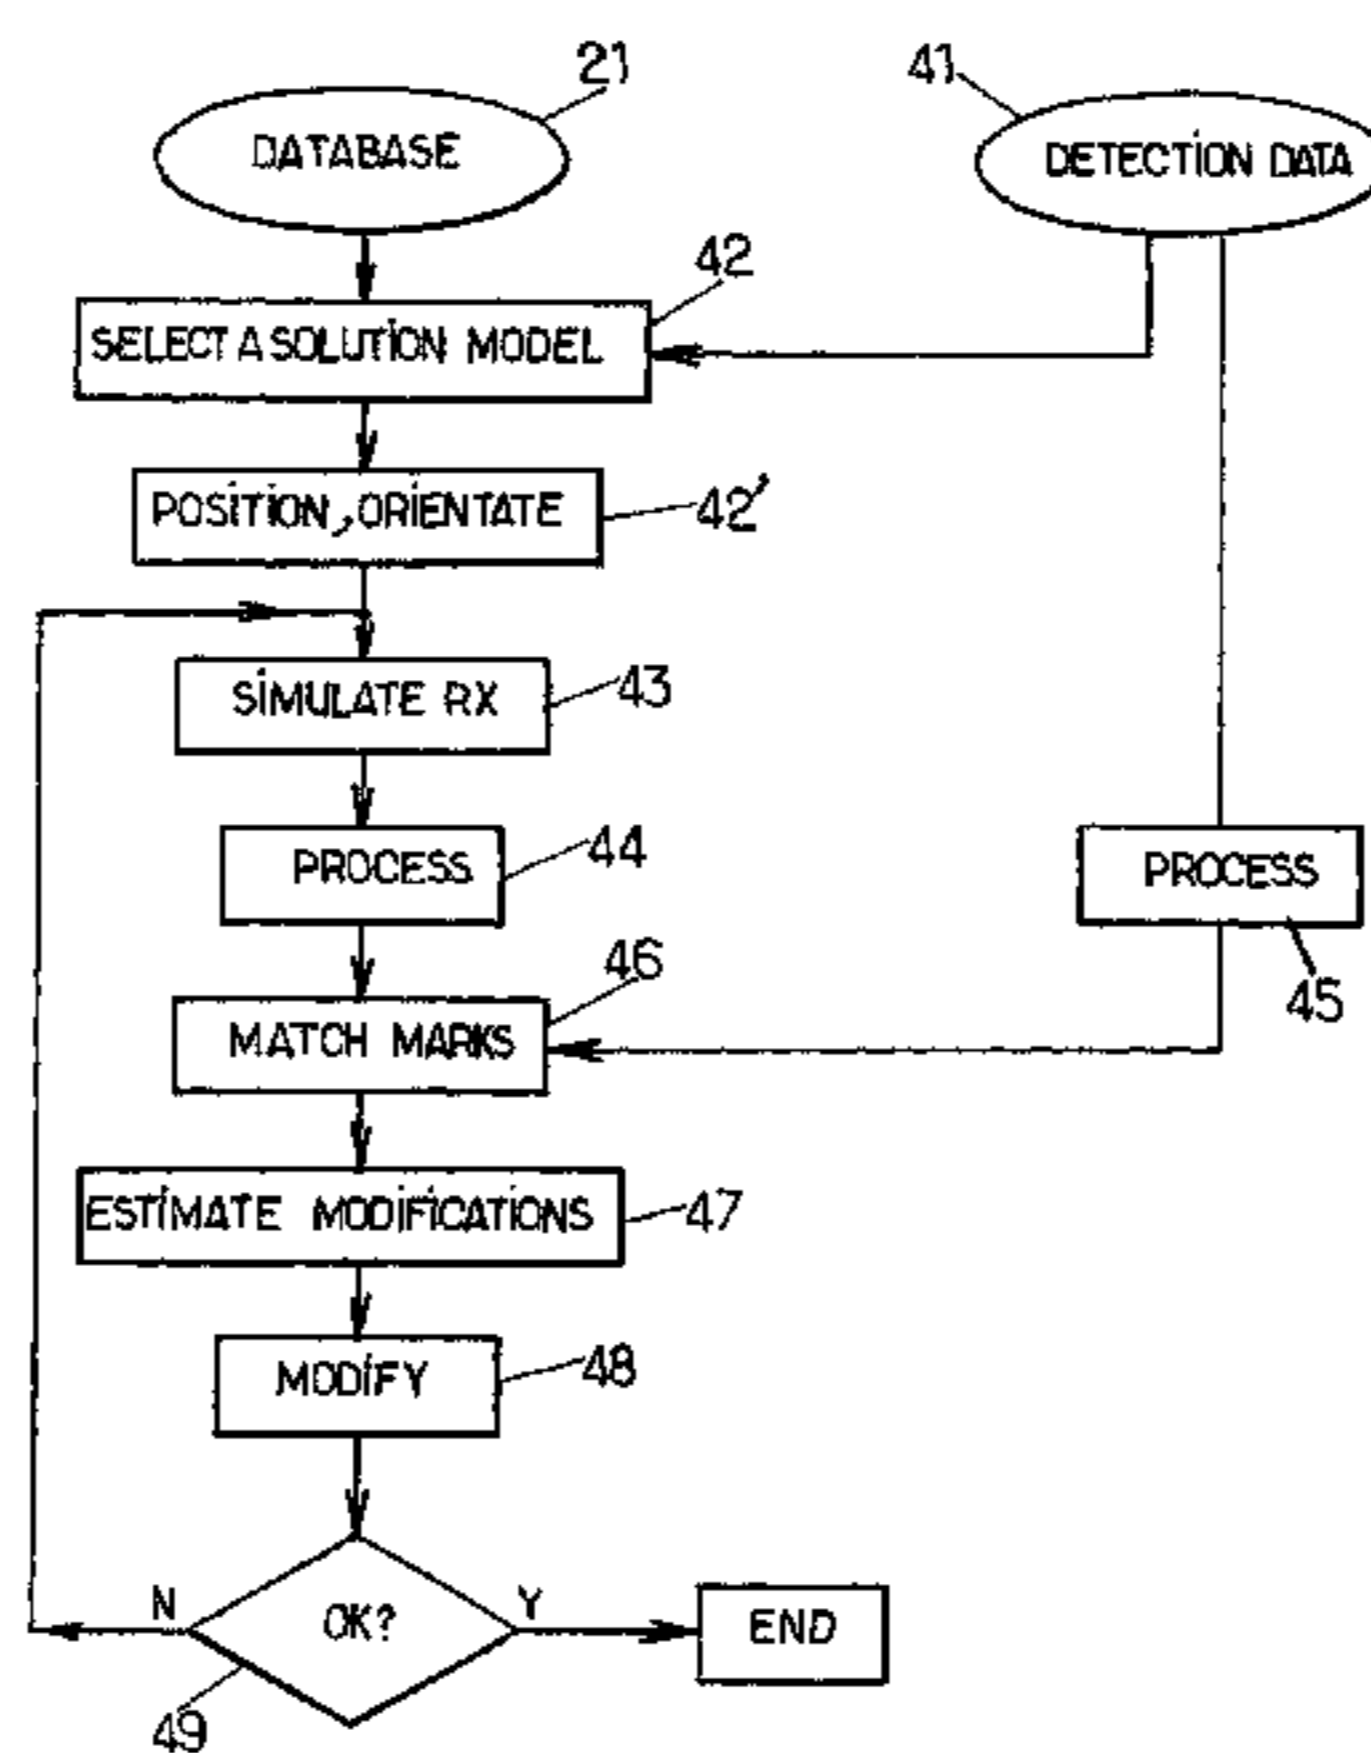 21
41
DATABASE
DETECTION DATA
42
SELECT A SOLUTION MODEL
POSITION, ORIENTATE
42'
SIMULATE RX
43
PROCESS
44
PROCESS
45
46
MATCH MARKS
ESTIMATE MODIFICATIONS
47
MODIFY
48
N
OK?
Y
END
49